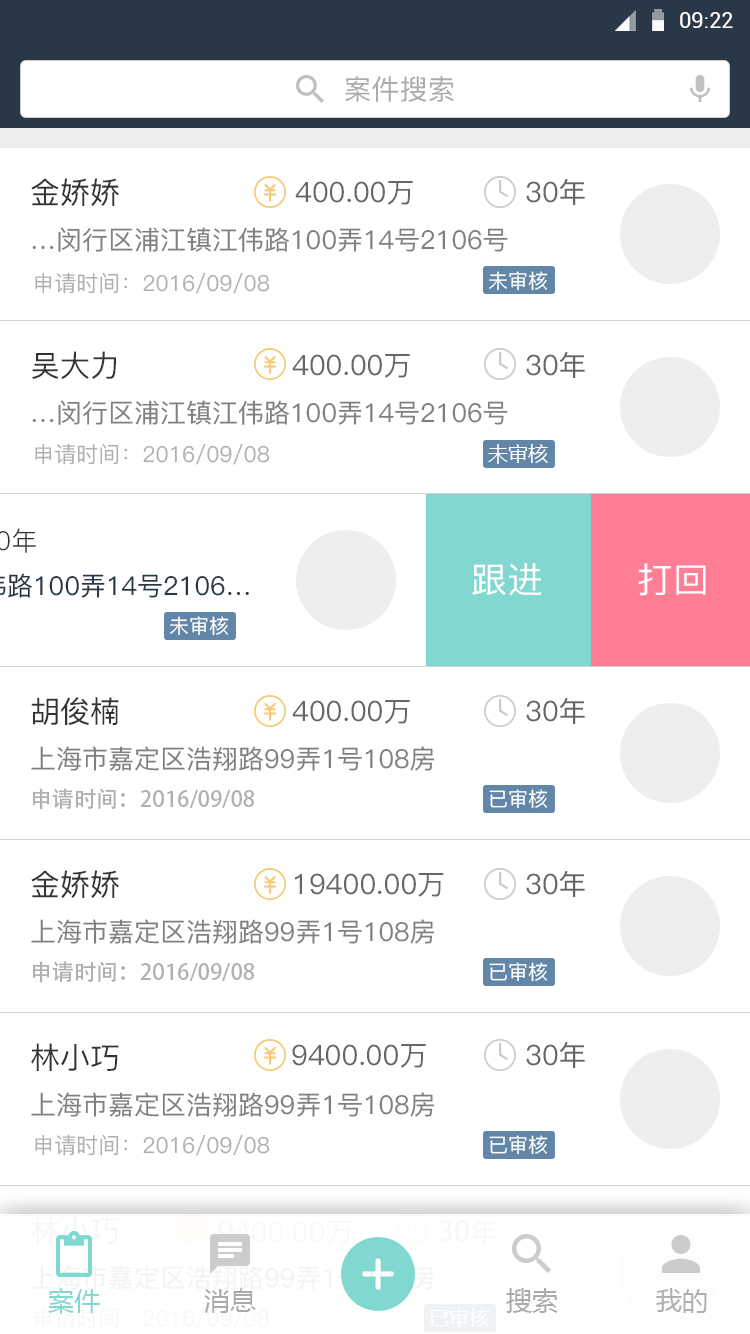 09:22
案件搜索
金娇娇 ¥ 400.00万 30年
...闵行区浦江镇江伟路100弄14号2106号
申请时间：2016/09/08 未审核
吴大力 ¥ 400.00万 30年
...闵行区浦江镇江伟路100弄14号2106号
申请时间：2016/09/08 未审核
0年
路100弄14号2106...
未审核
跟进 打回
胡俊楠 ¥ 400.00万 30年
上海市嘉定区浩翔路99弄1号108房
申请时间：2016/09/08 已审核
金娇娇 ¥ 19400.00万 30年
上海市嘉定区浩翔路99弄1号108房
申请时间：2016/09/08 已审核
林小巧 ¥ 9400.00万 30年
上海市嘉定区浩翔路99弄1号108房
申请时间：2016/09/08 已审核
林小巧 9400.00万 30年
上海市嘉定区浩翔路99弄1 房
申请时间：2016/09/08 已审核
案件 消息 搜索 我的